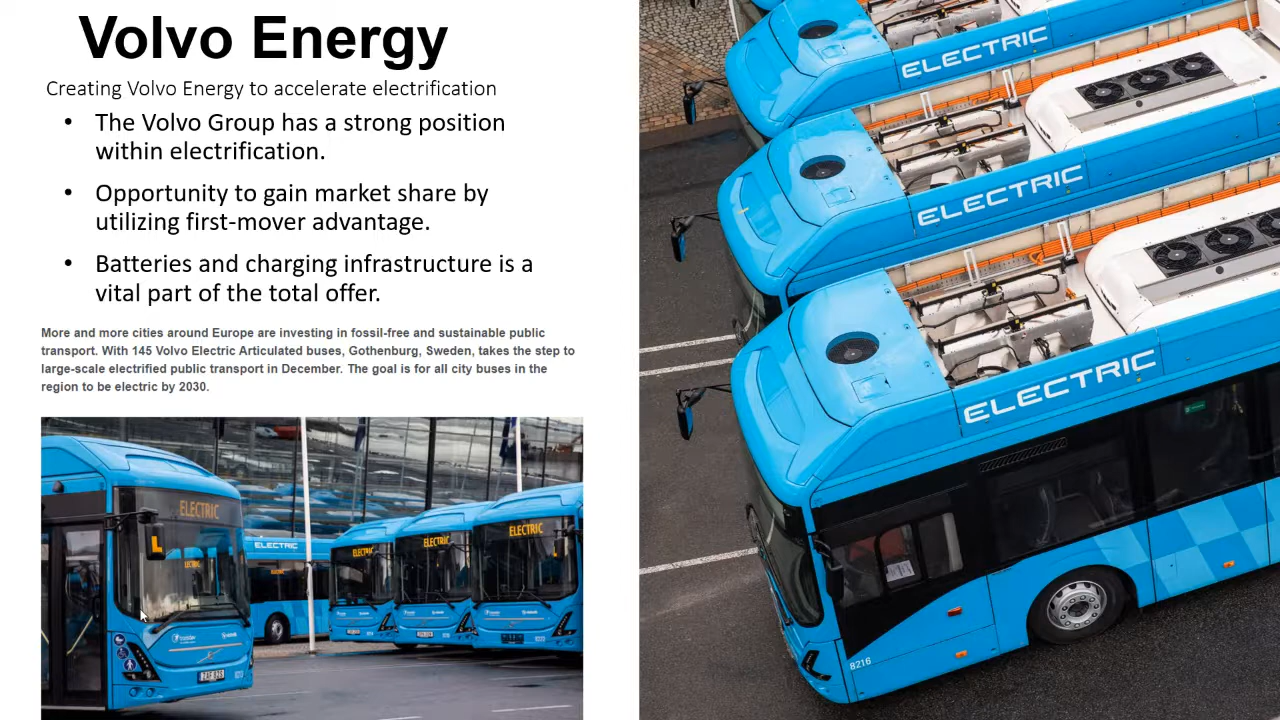 Volvo Energy
Creating Volvo Energy to accelerate electrification
• The Volvo Group has a strong position
within electrification.
• Opportunity to gain market share by
utilizing first-mover advantage.
• Batteries and charging infrastructure is a
vital part of the total offer.
More and more cities around Europe are investing in fossil-free and sustainable public
transport. With 145 Volvo Electric Articulated buses, Gothenburg, Sweden, takes the step to
large-scale electrified public transport in December. The goal is for all city buses in the
region to be electric by 2030.
ELECTRIC
ELECTRIC
ELECTRIC
ELECTRIC
ELECTRIC
ELECTRIC
ELECTRIC
ELECTRIC
8216